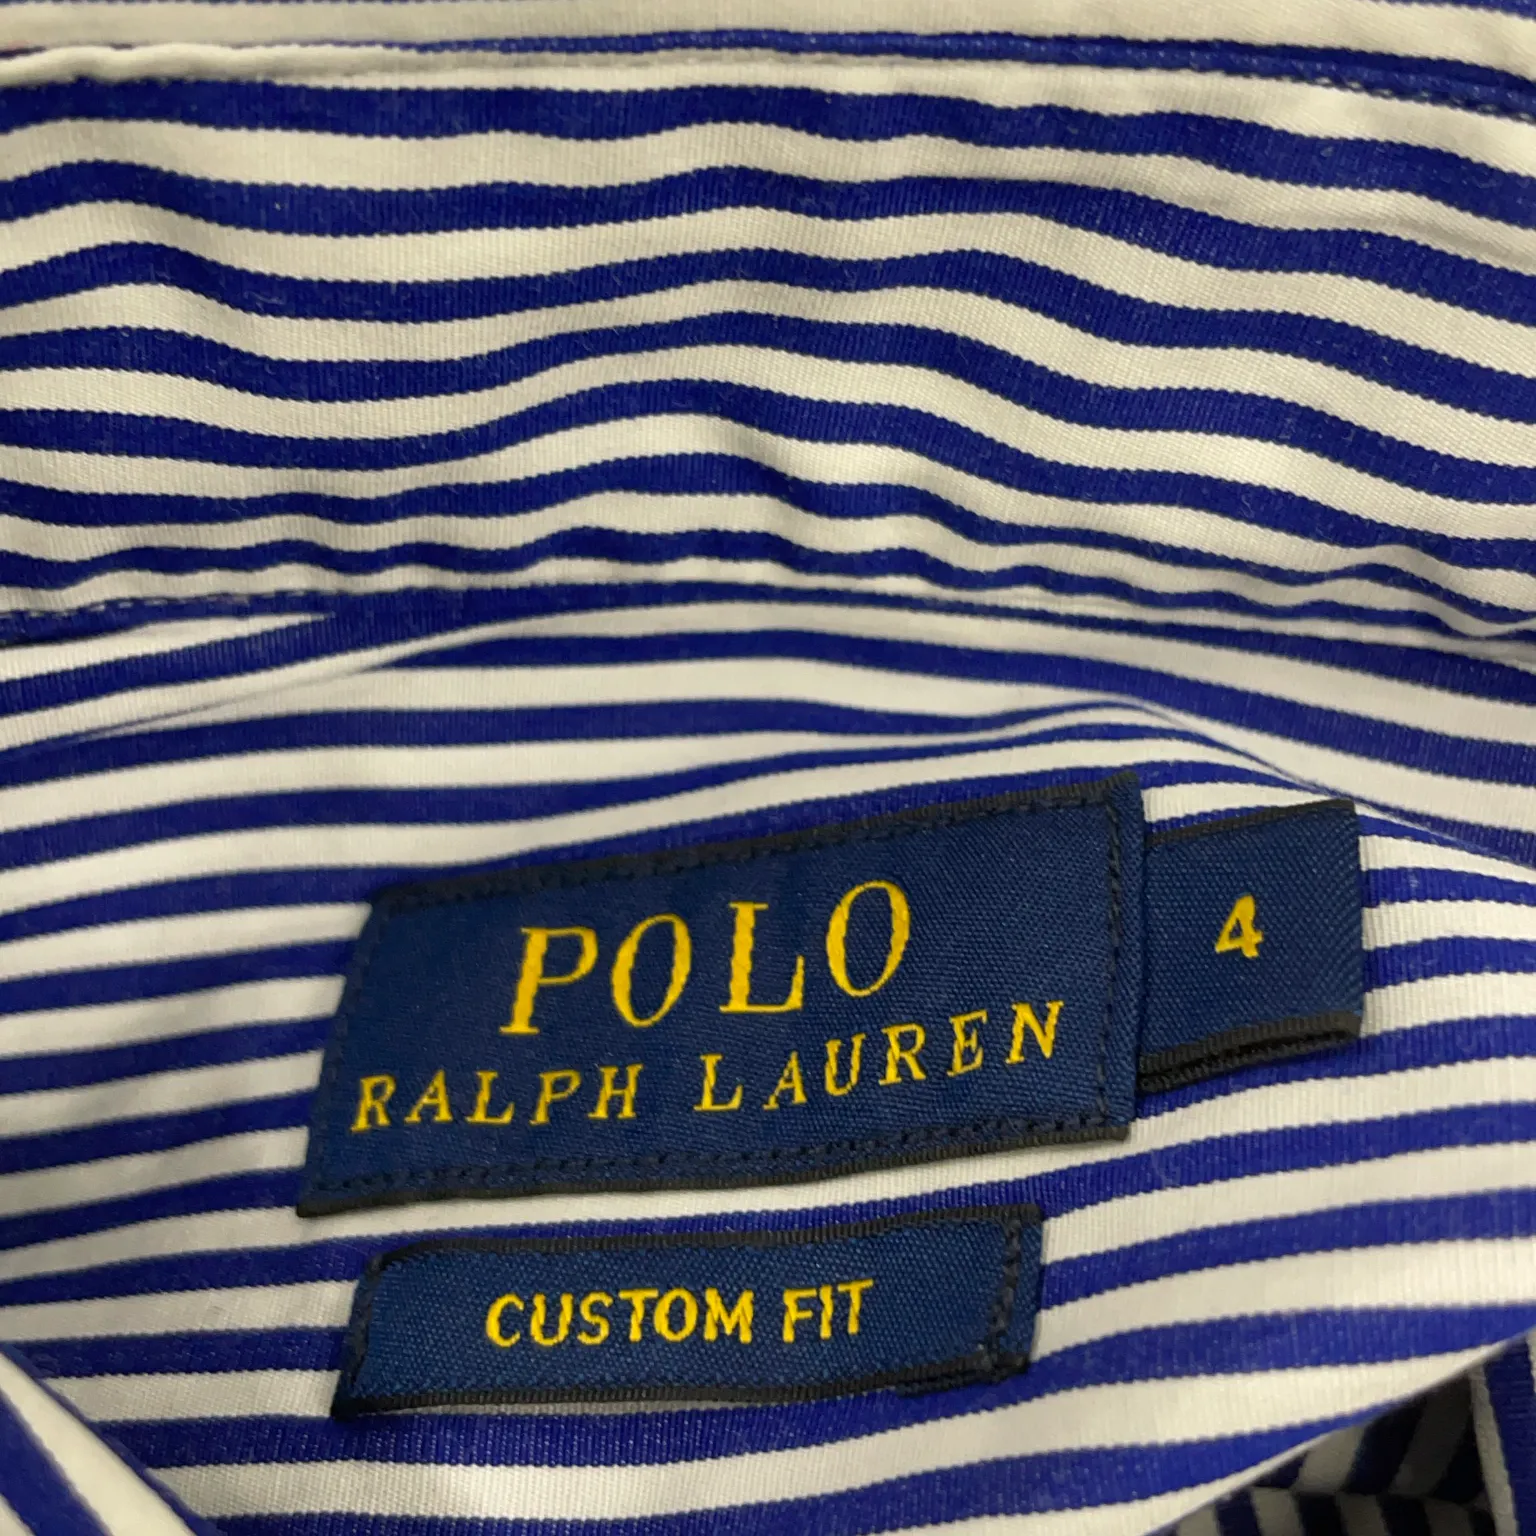 POLO
RALPH LAUREN
4
CUSTOM FIT